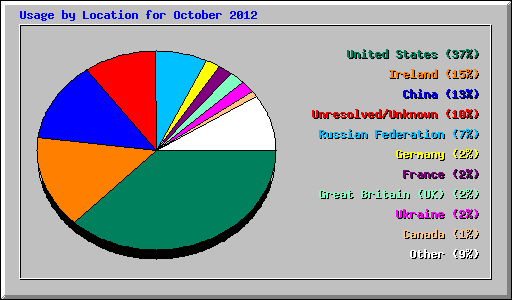 Usage by Location for October 2012
United States (37%)
Ireland (15%)
China (13%)
Unresolved/Unknown (10%)
Russian Federation (7%)
Germany (2%)
France (2%)
Great Britain (UK) (2%)
Ukraine (2%)
Canada (1%)
Other (9%)